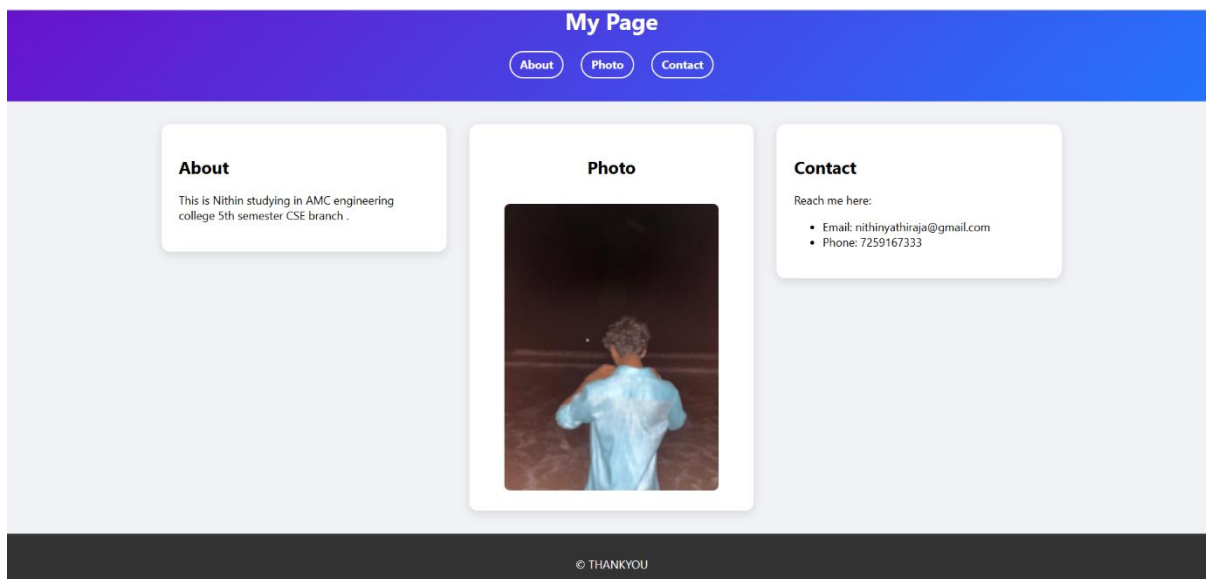 My Page
About
Photo
Contact
About
This is Nithin studying in AMC engineering
college 5th semester CSE branch .
Photo
Contact
Reach me here:
• Email: nithinyathiraja@gmail.com
• Phone: 7259167333
© THANKYOU